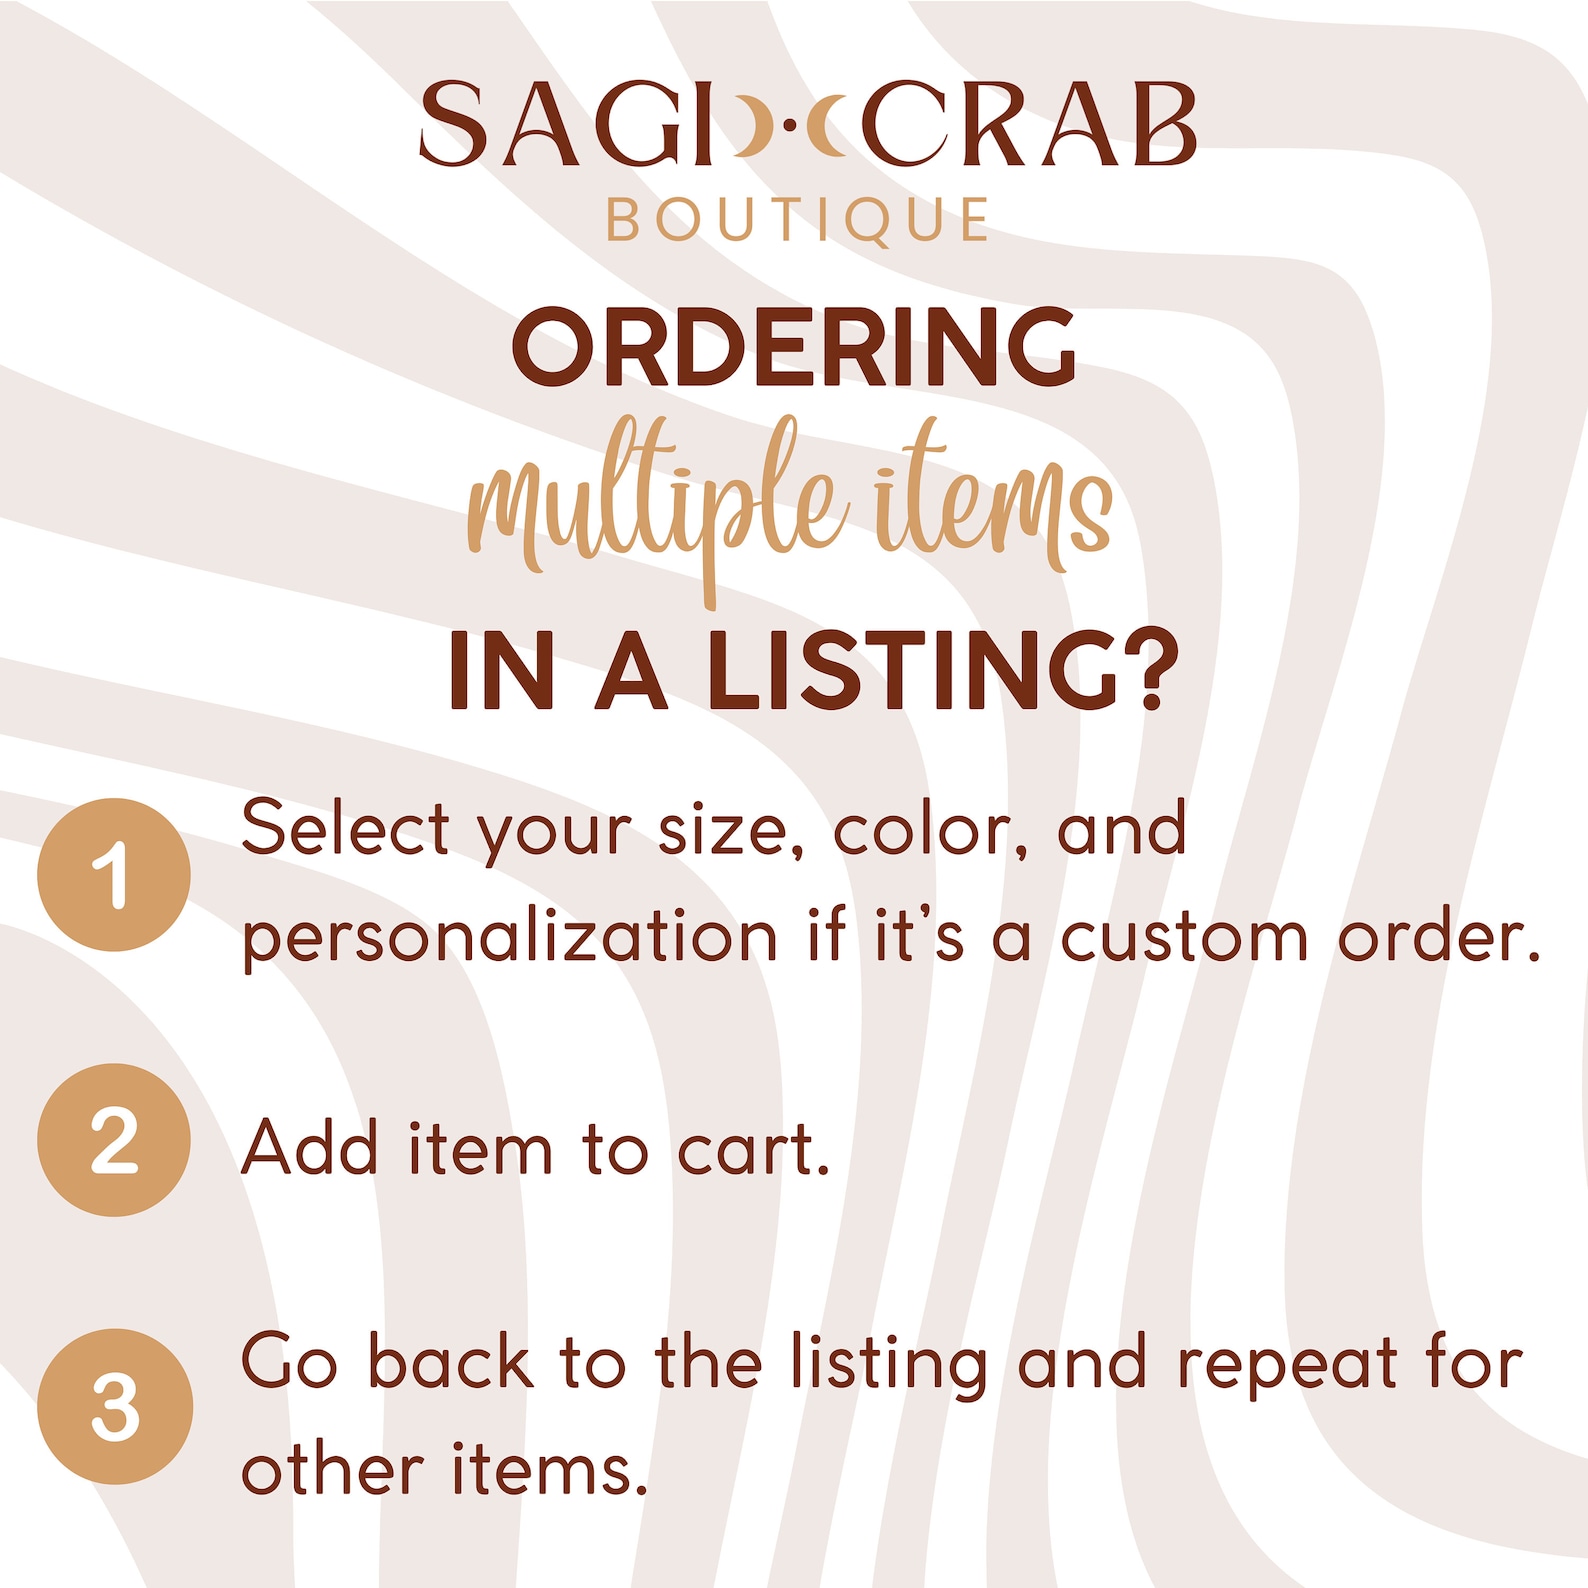 SAGI CRAB
BOUTIQUE
ORDERING
multiple items
IN A LISTING?
1
Select your size, color, and
personalization if it's a custom order.
2
Add item to cart.
3
Go back to the listing and repeat for
other items.